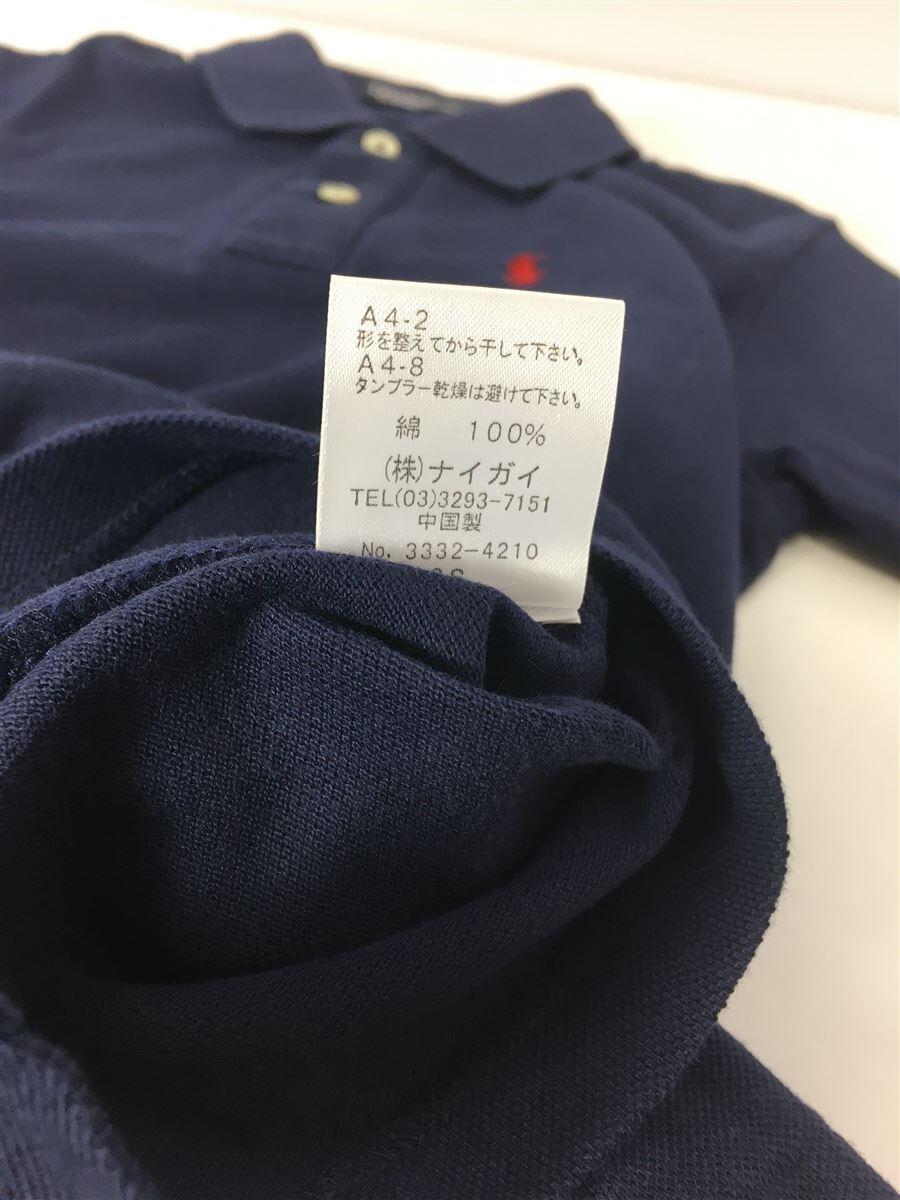 A4-2
形を整えてから干して下さい。
A4-8
タンブラー乾燥は避けて下さい。
綿 100%
(株)ナイガイ
TEL(03)3293-7151
中国製
No. 3332-4210